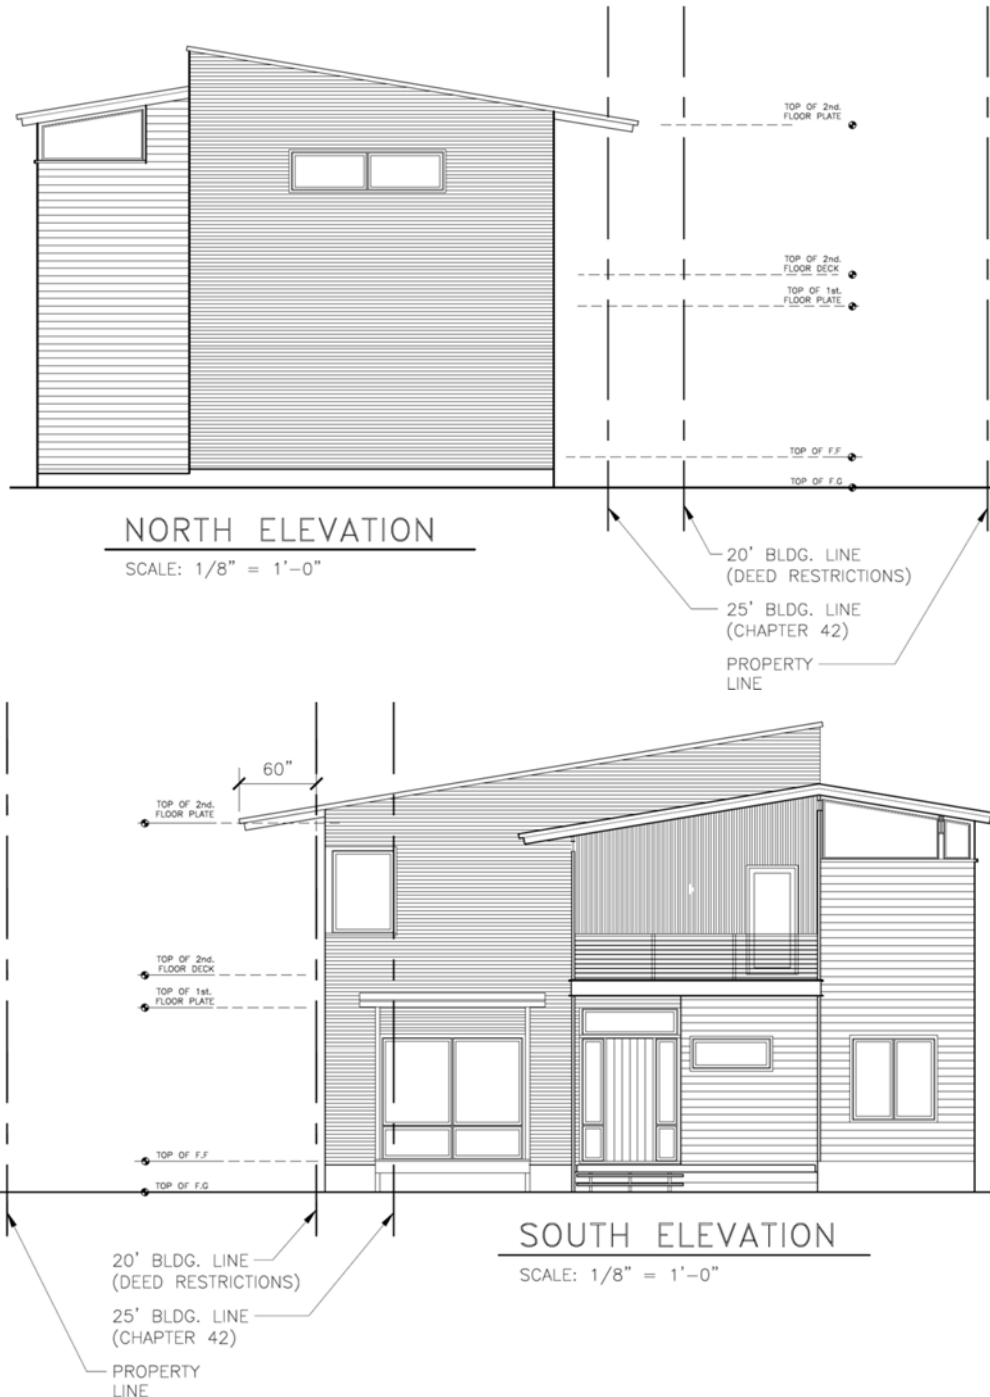 TOP OF 2nd.
FLOOR PLATE
TOP OF 2nd.
FLOOR DECK
TOP OF 1st.
FLOOR PLATE
TOP OF F.F
TOP OF F.G
NORTH ELEVATION
SCALE: 1/8" = 1'-0"
20' BLDG. LINE
(DEED RESTRICTIONS)
25' BLDG. LINE
(CHAPTER 42)
PROPERTY
LINE
60"
TOP OF 2nd.
FLOOR PLATE
TOP OF 2nd.
FLOOR DECK
TOP OF 1st.
FLOOR PLATE
TOP OF F.F
TOP OF F.G
SOUTH ELEVATION
SCALE: 1/8" = 1'-0"
20' BLDG. LINE
(DEED RESTRICTIONS)
25' BLDG. LINE
(CHAPTER 42)
PROPERTY
LINE